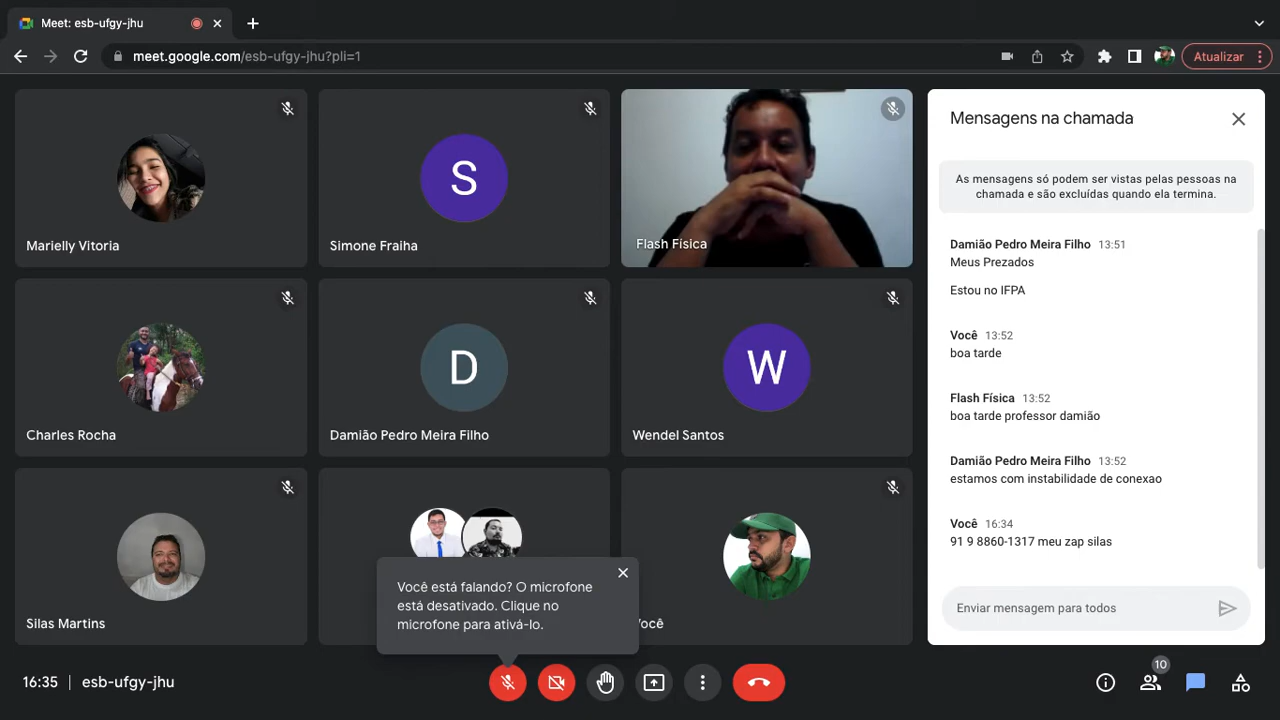 Meet: esb-ufgy-jhu
meet.google.com/esb-ufgy-jhu?pli=1
Atualizar
Marielly Vitoria
S
Simone Fraiha
Flash Física
Charles Rocha
D
Damião Pedro Meira Filho
W
Wendel Santos
Silas Martins
Você está falando? O microfone
está desativado. Clique no
microfone para ativá-lo.
Você
Mensagens na chamada
As mensagens só podem ser vistas pelas pessoas na
chamada e são excluídas quando ela termina.
Damião Pedro Meira Filho 13:51
Meus Prezados
Estou no IFPA
Você 13:52
boa tarde
Flash Física 13:52
boa tarde professor damião
Damião Pedro Meira Filho 13:52
estamos com instabilidade de conexao
Você 16:34
91 9 8860-1317 meu zap silas
Enviar mensagem para todos
16:35 | esb-ufgy-jhu
10